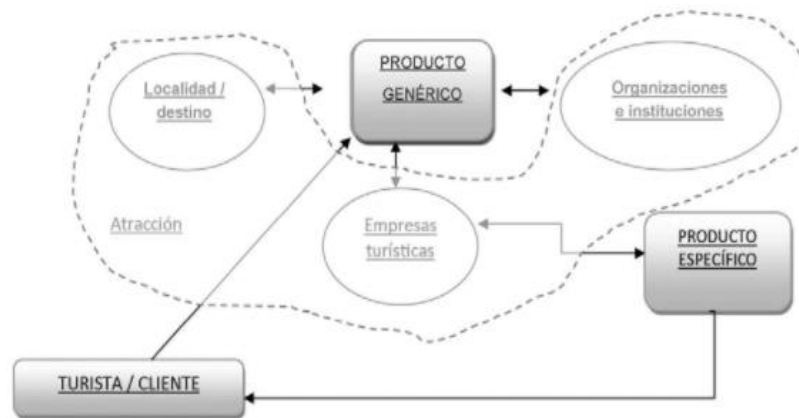 PRODUCTO
GENÉRICO
Localidad /
destino
Organizaciones
e instituciones
Atracción
Empresas
turísticas
PRODUCTO
ESPECÍFICO
TURISTA / CLIENTE